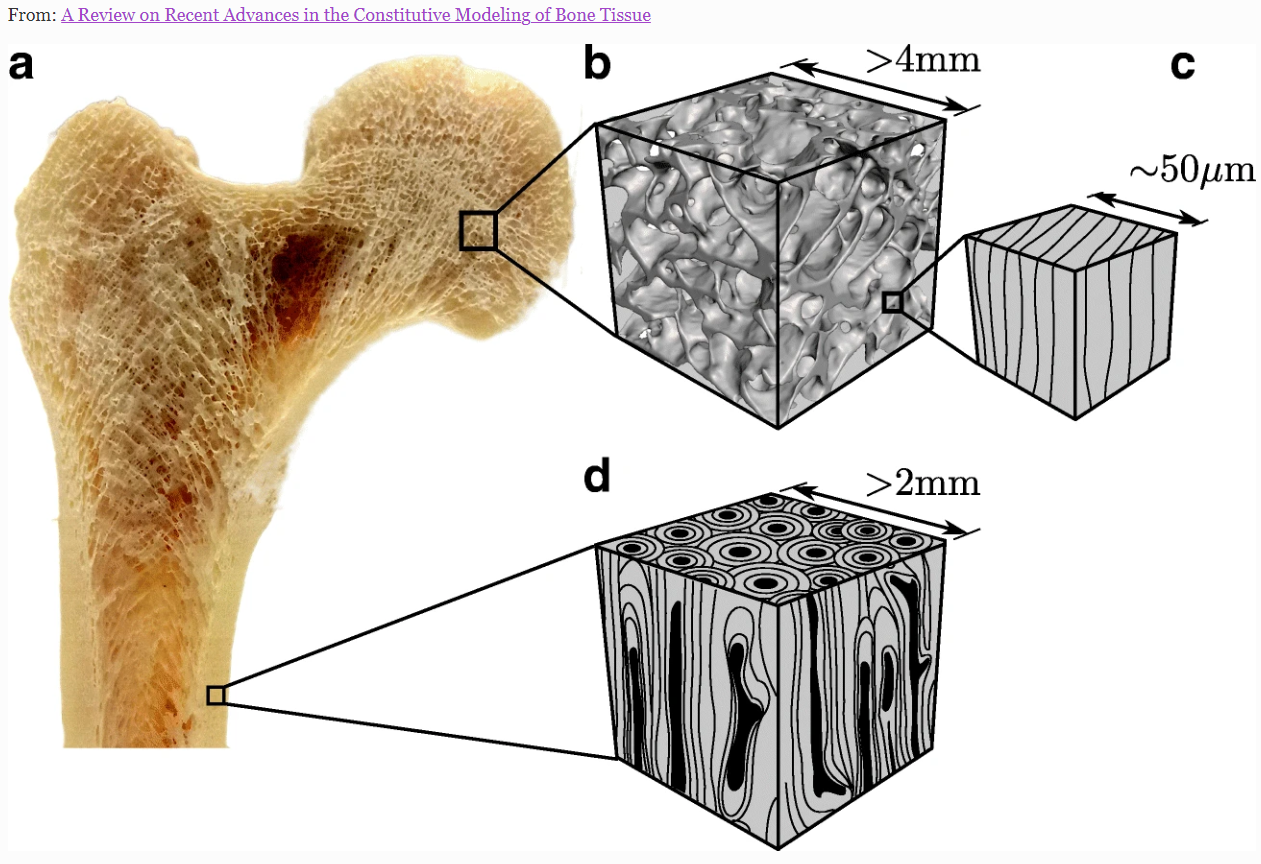 From: A Review on Recent Advances in the Constitutive Modeling of Bone Tissue
a
b
>4mm
c
~50μm
d
>2mm